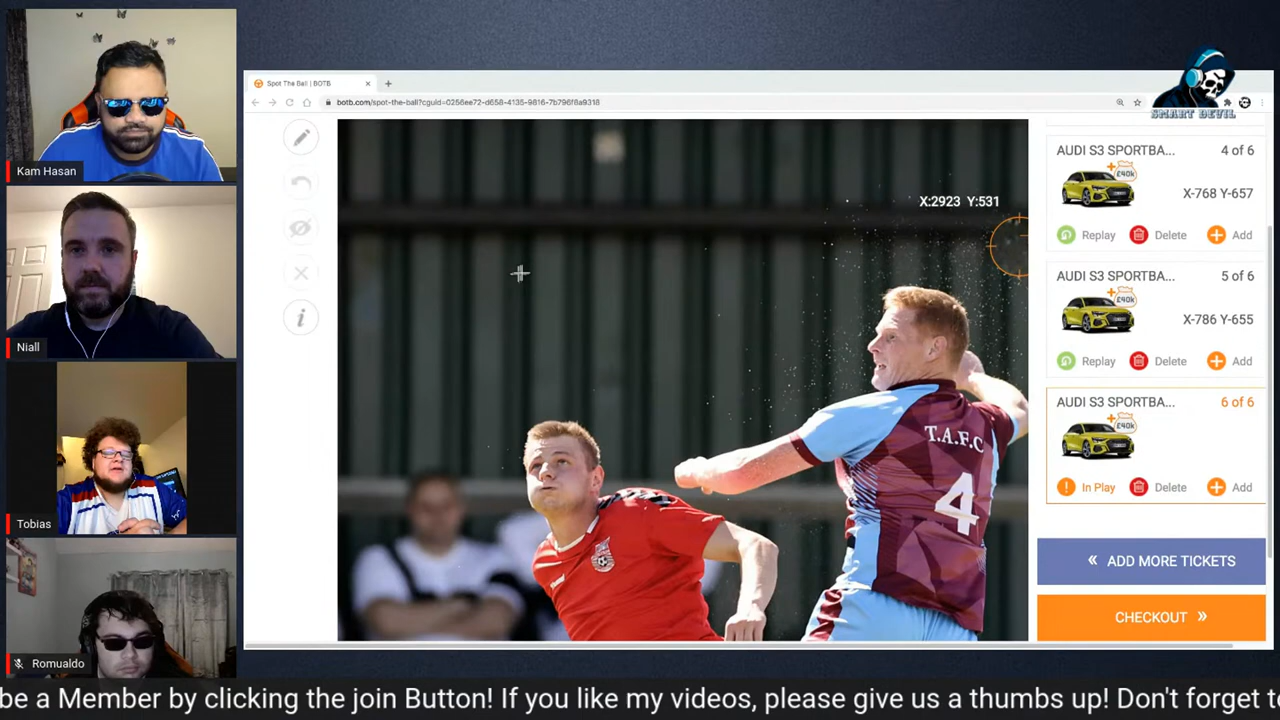 Spot The Ball | BOTB
botb.com/spot-the-ball?cguid=0256ee72-d658-4135-9816-7b796f8a9318
SMART DEVIL
Kam Hasan
Niall
Tobias
Romualdo
X:2923 Y:531
T.A.F.C
4
AUDI S3 SPORTBA... 4 of 6
+ £40k
X-768 Y-657
Replay Delete Add
AUDI S3 SPORTBA... 5 of 6
+ £40k
X-786 Y-655
Replay Delete Add
AUDI S3 SPORTBA... 6 of 6
+ £40k
In Play Delete Add
« ADD MORE TICKETS
CHECKOUT »
be a Member by clicking the join Button! If you like my videos, please give us a thumbs up! Don't forget to